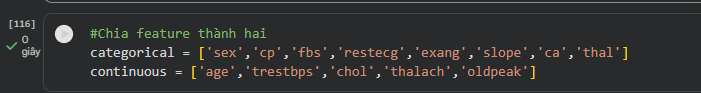 [116]
0
giây
#Chia feature thành hai
categorical = ['sex','cp','fbs','restecg','exang','slope','ca','thal']
continuous = ['age','trestbps','chol','thalach','oldpeak']